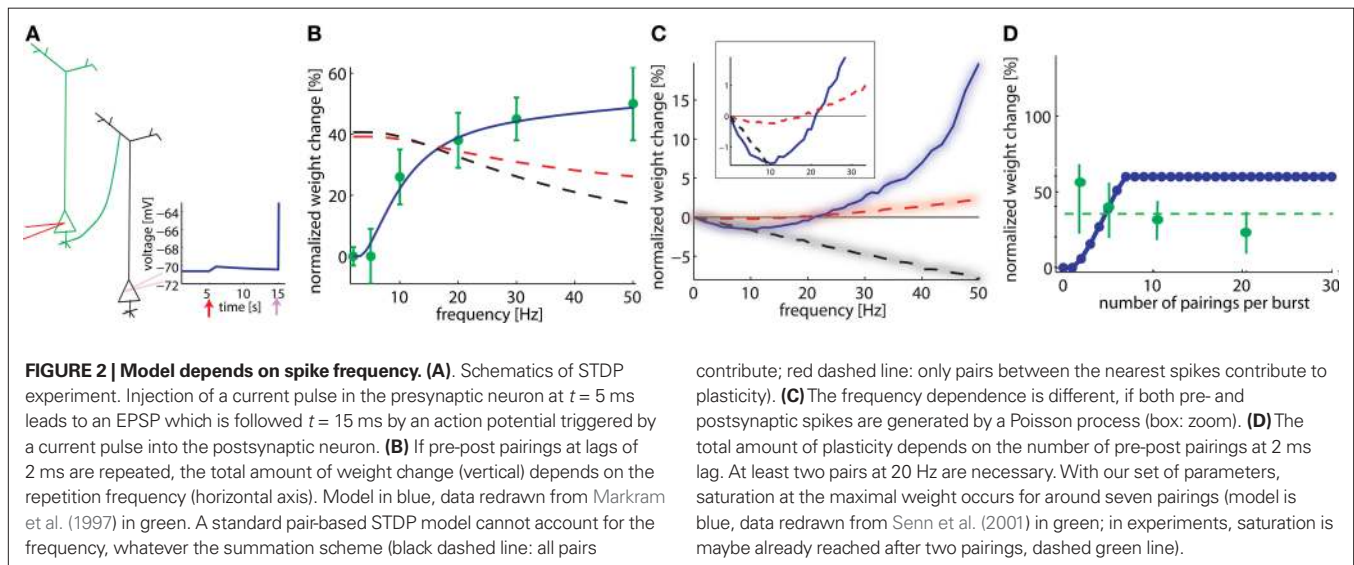 A
B
C
D
voltage [mV]
−64
−66
−68
−70
−72
5
15
time [s]
normalized weight change [%]
60
40
20
0
10
20
30
40
50
frequency [Hz]
normalized weight change [%]
15
10
5
0
−5
0
10
20
30
40
50
frequency [Hz]
1
0
−1
10
20
30
normalized weight change [%]
100
50
0
0
10
20
30
number of pairings per burst
FIGURE 2 | Model depends on spike frequency. (A). Schematics of STDP
experiment. Injection of a current pulse in the presynaptic neuron at t = 5 ms
leads to an EPSP which is followed t = 15 ms by an action potential triggered by
a current pulse into the postsynaptic neuron. (B) If pre-post pairings at lags of
2 ms are repeated, the total amount of weight change (vertical) depends on the
repetition frequency (horizontal axis). Model in blue, data redrawn from Markram
et al. (1997) in green. A standard pair-based STDP model cannot account for the
frequency, whatever the summation scheme (black dashed line: all pairs
contribute; red dashed line: only pairs between the nearest spikes contribute to
plasticity). (C) The frequency dependence is different, if both pre- and
postsynaptic spikes are generated by a Poisson process (box: zoom). (D) The
total amount of plasticity depends on the number of pre-post pairings at 2 ms
lag. At least two pairs at 20 Hz are necessary. With our set of parameters,
saturation at the maximal weight occurs for around seven pairings (model is
blue, data redrawn from Senn et al. (2001) in green; in experiments, saturation is
maybe already reached after two pairings, dashed green line).